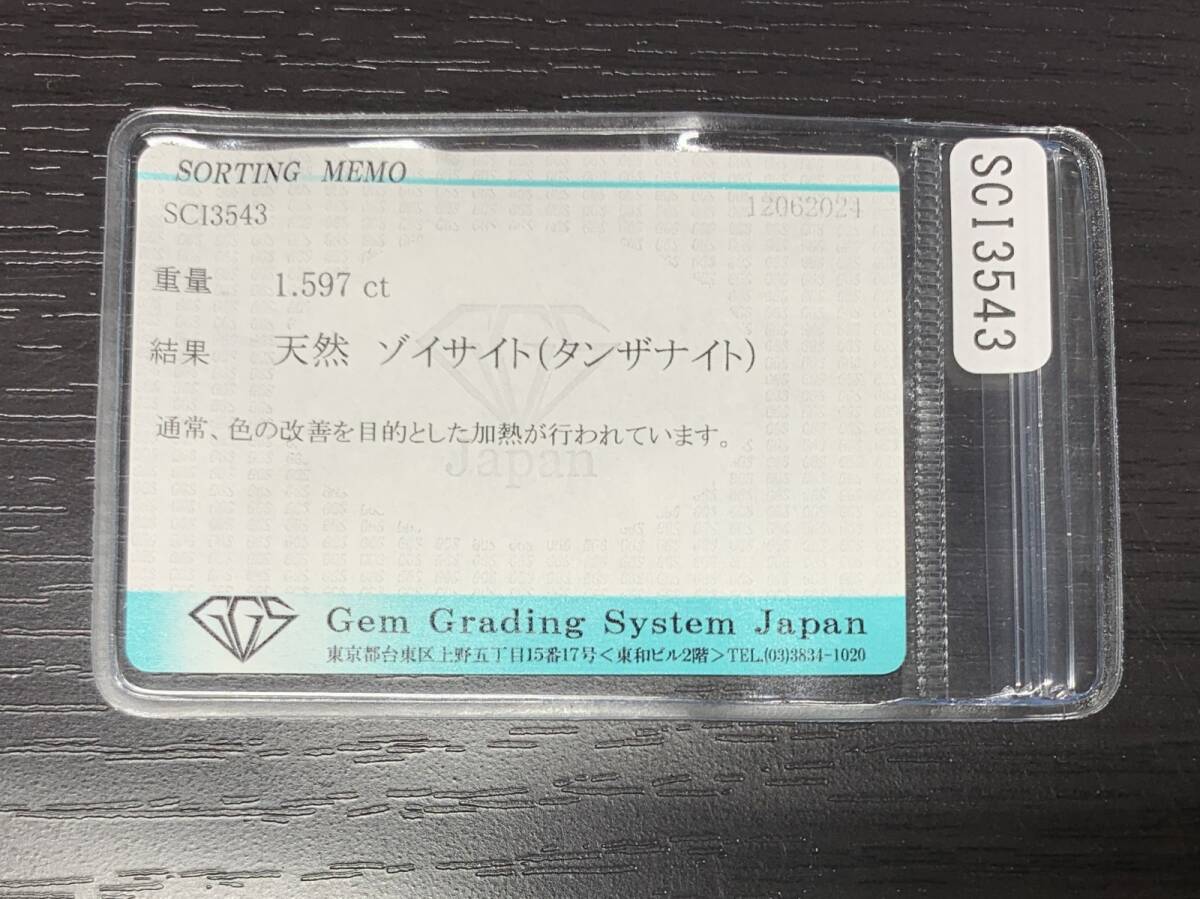 SORTING MEMO
SCI3543 12062024
重量 1.597 ct
結果 天然 ゾイサイト(タンザナイト)
通常、色の改善を目的とした加熱が行われています。
Japan
GGS Gem Grading System Japan
東京都台東区上野五丁目15番17号<東和ビル2階>TEL.(03)3834-1020
SCI3543